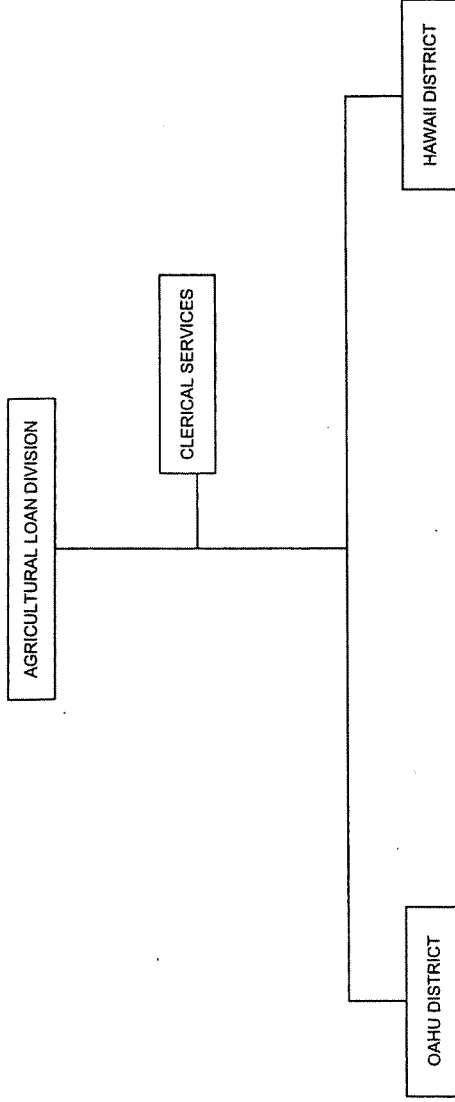 AGRICULTURAL LOAN DIVISION
CLERICAL SERVICES
OAHU DISTRICT
HAWAII DISTRICT